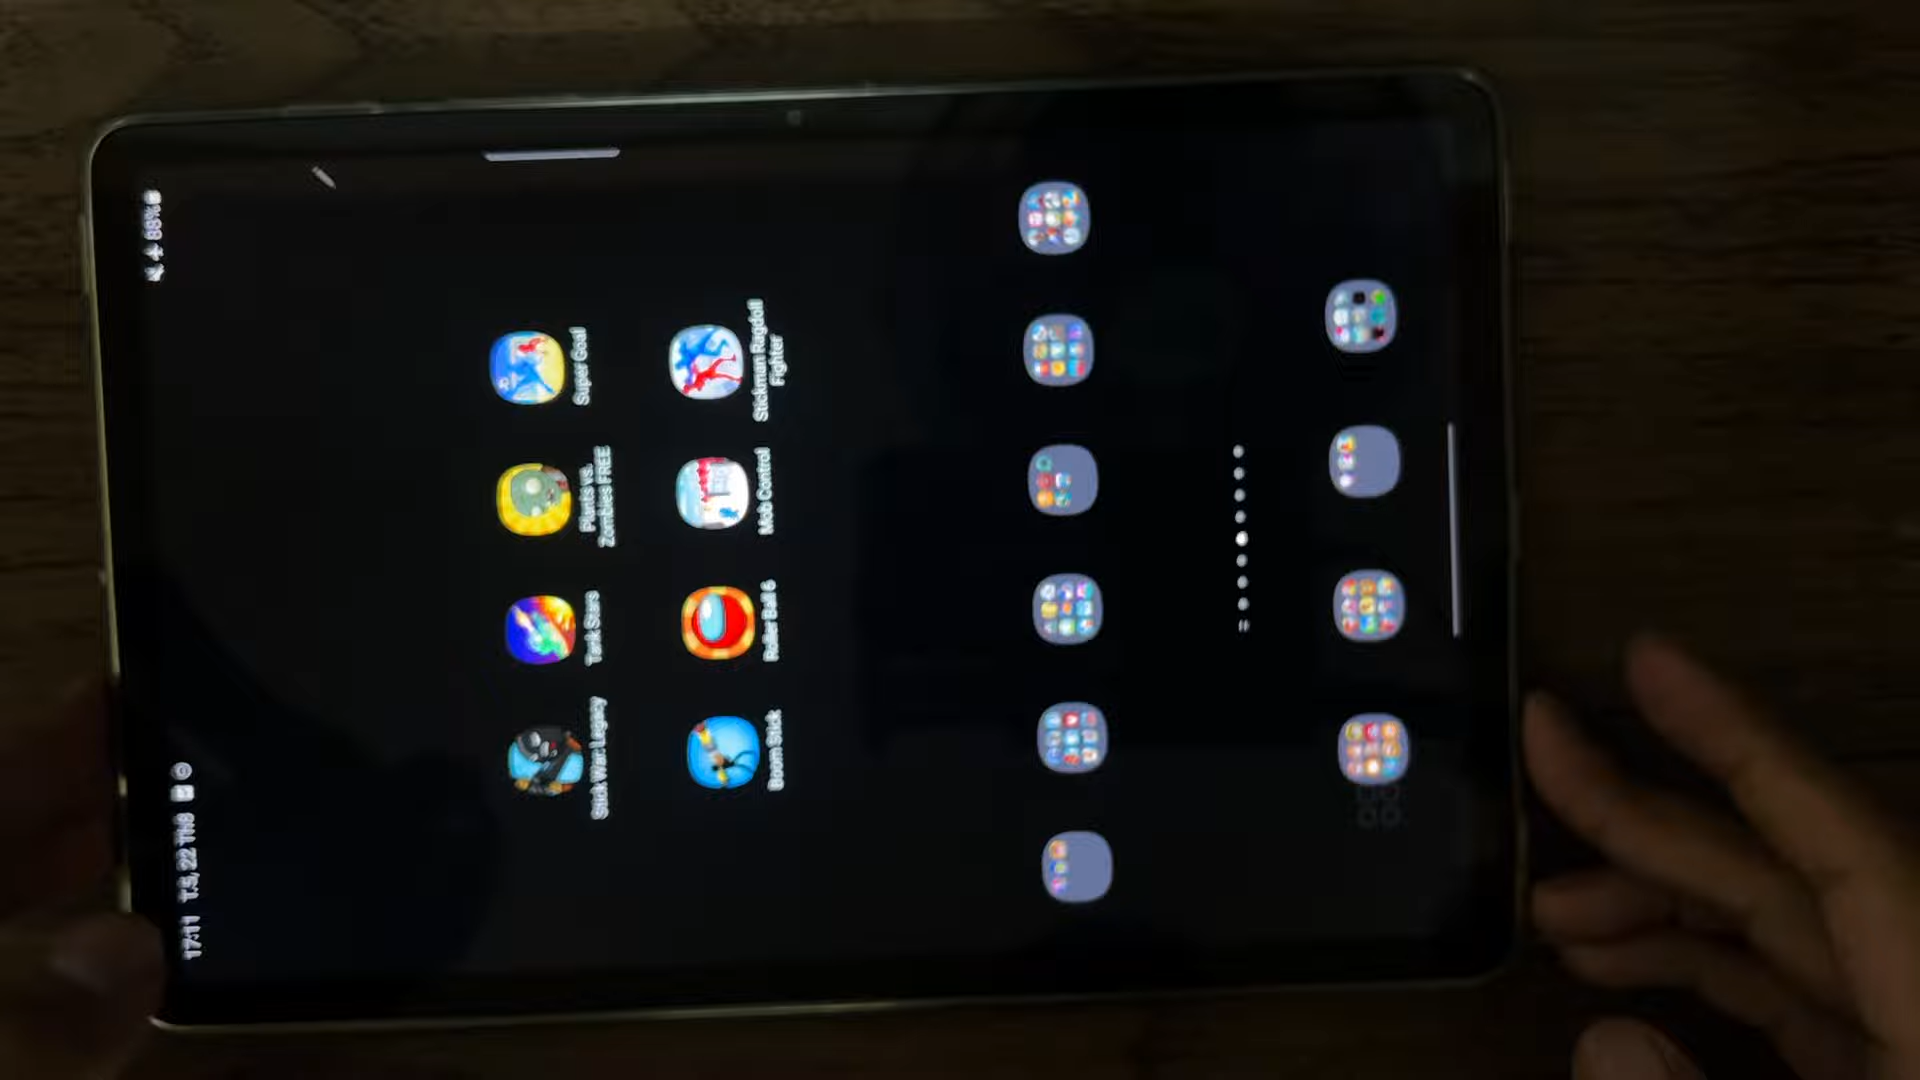 17:11 T.5, 22 Th8
88%
Stick War: Legacy
Tank Stars
Plants vs.
Zombies FREE
Super Goal
Boom Stick
Roller Ball 6
Mob Control
Stickman Ragdoll
Fighter